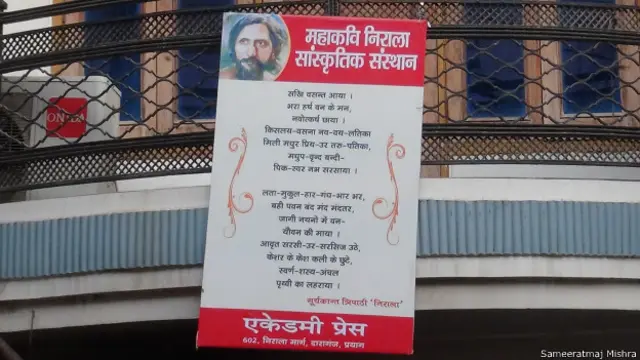 महाकवि निराला
सांस्कृतिक संस्थान
सखि वसन्त आया ।
भरा हर्ष वन के मन,
नवोत्कर्ष छाया ।
किसलय-वसना नव-वय-लतिका
मिली मधुर प्रिय-उर तरु-पतिका,
मधुप-वृन्द बन्दी-
पिक-स्वर नभ सरसाया ।
लता-मुकुल-हार-गंध-भार भर,
बही पवन बंद मंद मंदतर,
जागी नयनों में वन-
यौवन की माया ।
आवृत सरसी-उर-सरसिज उठे,
केशर के केश कली के छुटे,
स्वर्ण-शस्य-अंचल
पृथ्वी का लहराया ।
सूर्यकान्त त्रिपाठी 'निराला'
एकेडमी प्रेस
602, निराला मार्ग, दारागंज, प्रयाग
Sameeratmaj Mishra